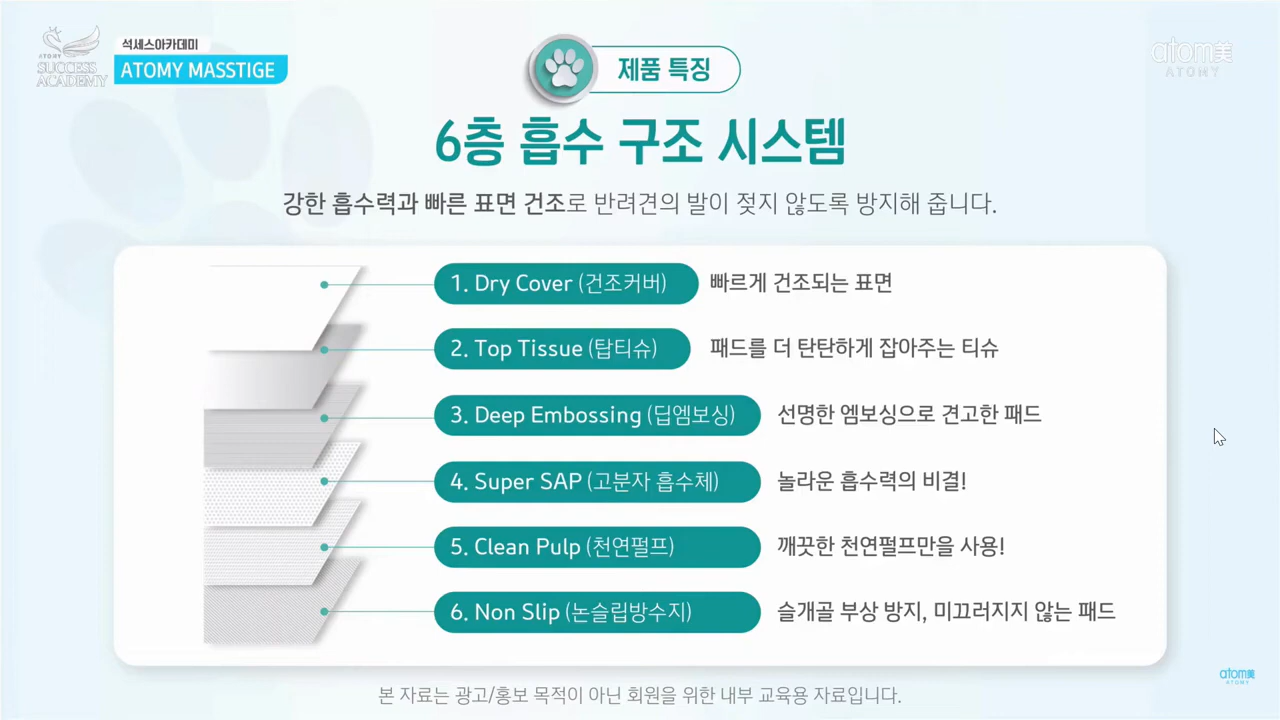 ATOMY
SUCCESS
ACADEMY
석세스아카데미
ATOMY MASSTIGE
atom美
ATOMY
제품 특징
6층 흡수 구조 시스템
강한 흡수력과 빠른 표면 건조로 반려견의 발이 젖지 않도록 방지해 줍니다.
1. Dry Cover (건조커버) 빠르게 건조되는 표면
2. Top Tissue (탑티슈) 패드를 더 탄탄하게 잡아주는 티슈
3. Deep Embossing (딥엠보싱) 선명한 엠보싱으로 견고한 패드
4. Super SAP (고분자 흡수체) 놀라운 흡수력의 비결!
5. Clean Pulp (천연펄프) 깨끗한 천연펄프만을 사용!
6. Non Slip (논슬립방수지) 슬개골 부상 방지, 미끄러지지 않는 패드
atom美
ATOMY
본 자료는 광고/홍보 목적이 아닌 회원을 위한 내부 교육용 자료입니다.